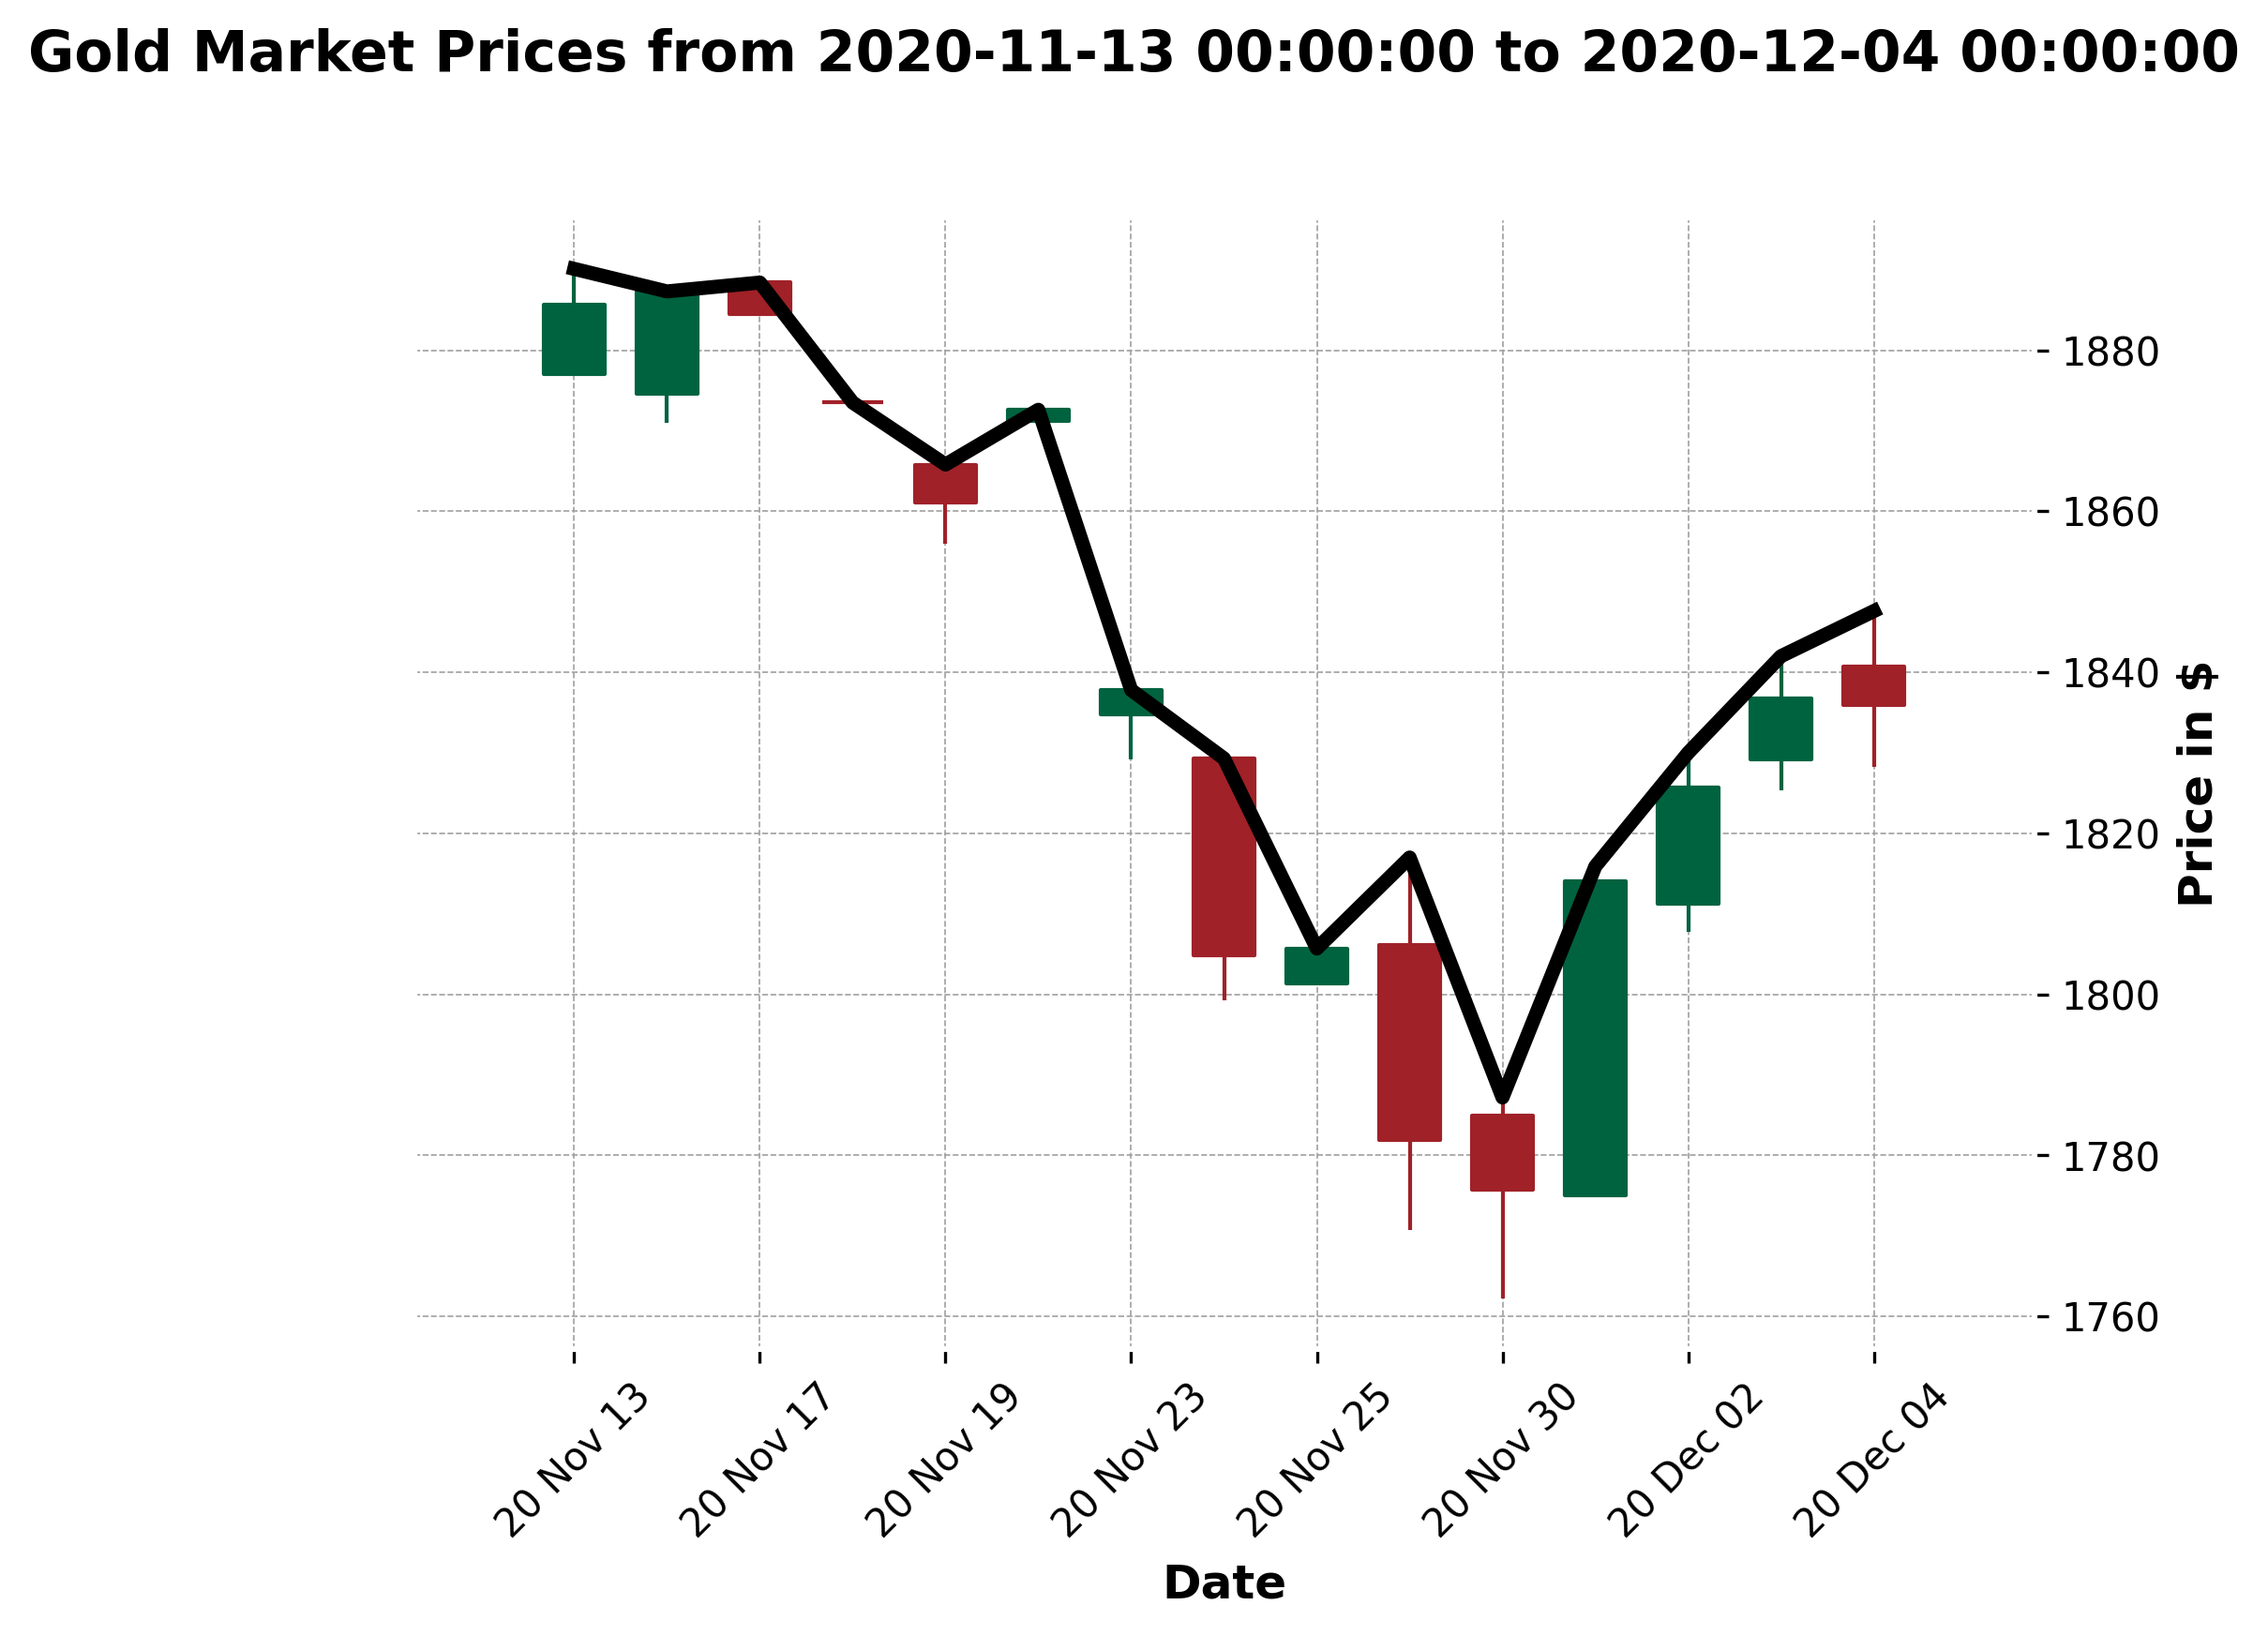 Gold Market Prices from 2020-11-13 00:00:00 to 2020-12-04 00:00:00
1880
1860
1840
1820
1800
1780
1760
Price in $
20 Nov 13
20 Nov 17
20 Nov 19
20 Nov 23
20 Nov 25
20 Nov 30
20 Dec 02
20 Dec 04
Date